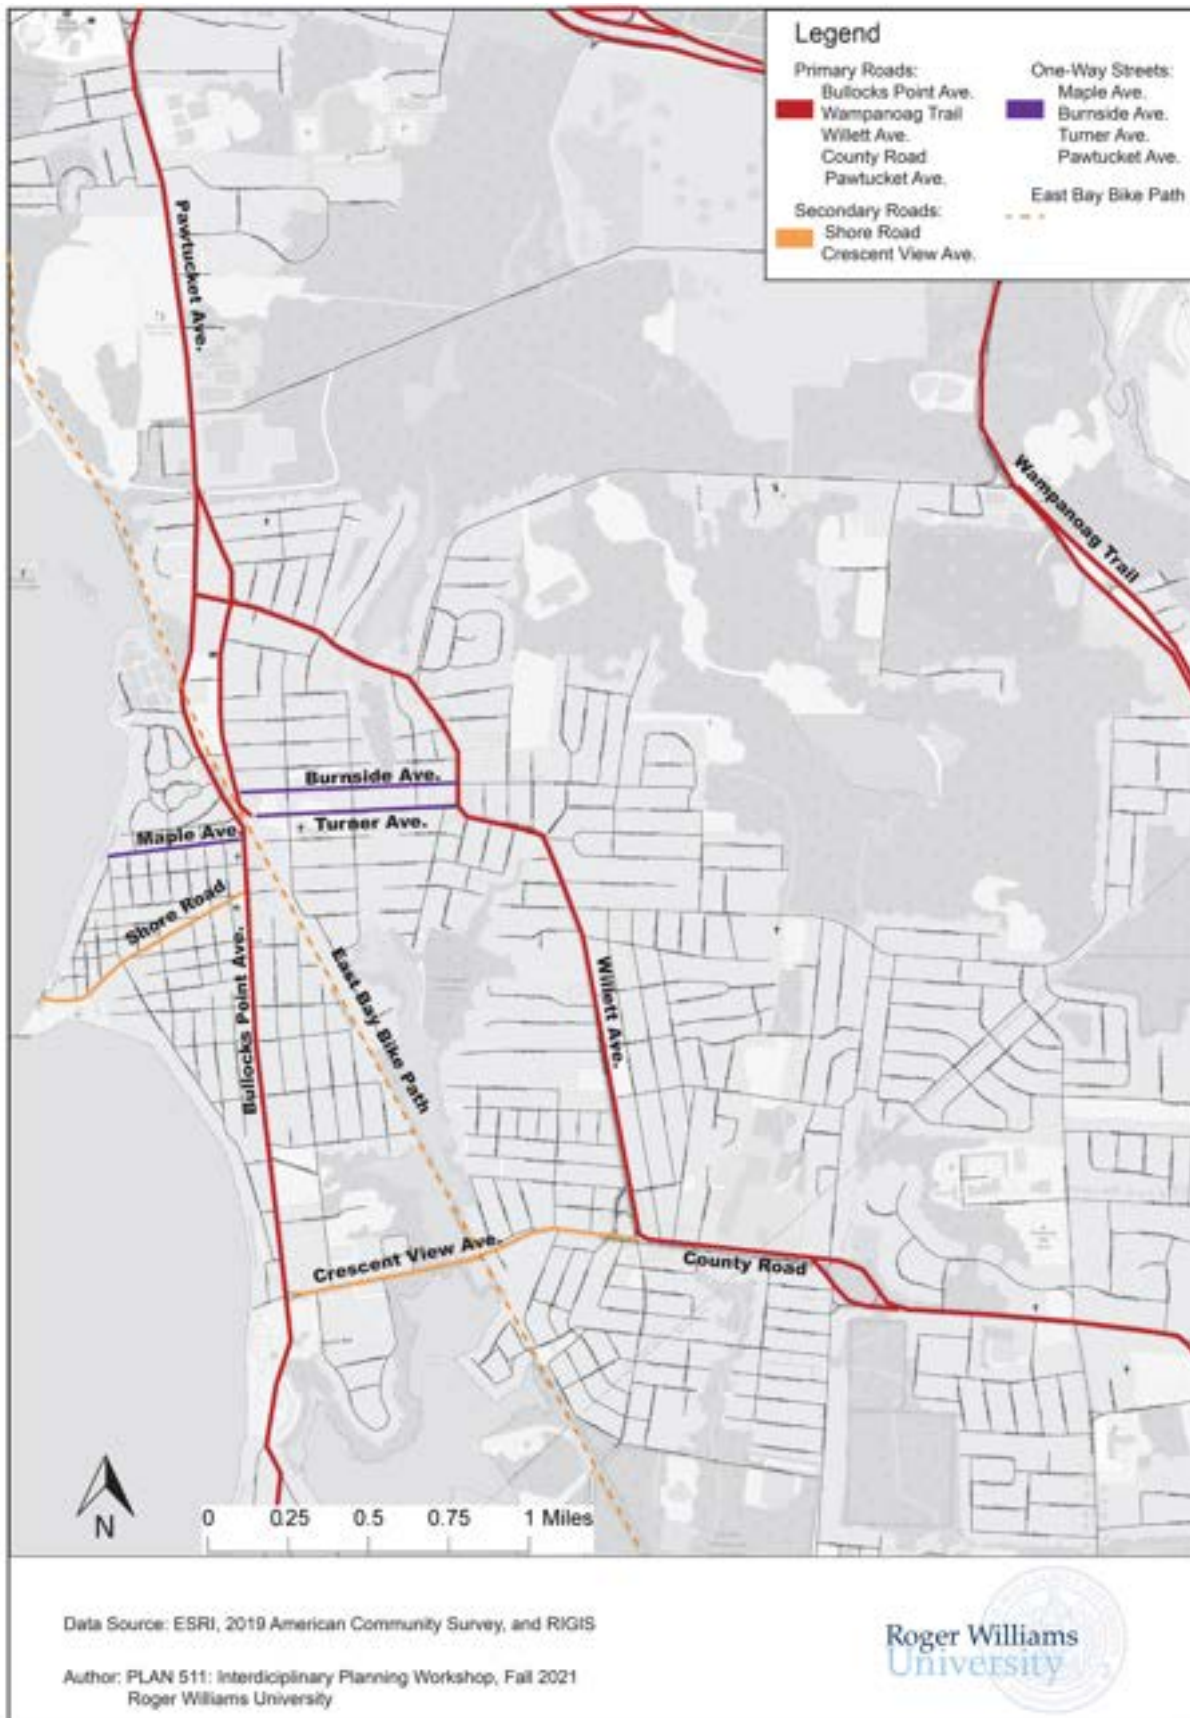 Legend
Primary Roads:
Bullocks Point Ave.
Wampanoag Trail
Willett Ave.
County Road
Pawtucket Ave.
Secondary Roads:
Shore Road
Crescent View Ave.
One-Way Streets:
Maple Ave.
Burnside Ave.
Turner Ave.
Pawtucket Ave.
East Bay Bike Path
Pawtucket Ave.
Wampanoag Trail
Burnside Ave.
Turner Ave.
Maple Ave.
Shore Road
Bullocks Point Ave.
East Bay Bike Path
Willett Ave.
Crescent View Ave.
County Road
N
0 0.25 0.5 0.75 1 Miles
Data Source: ESRI, 2019 American Community Survey, and RIGIS
Author: PLAN 511: Interdiciplinary Planning Workshop, Fall 2021
Roger Williams University
Roger Williams
University